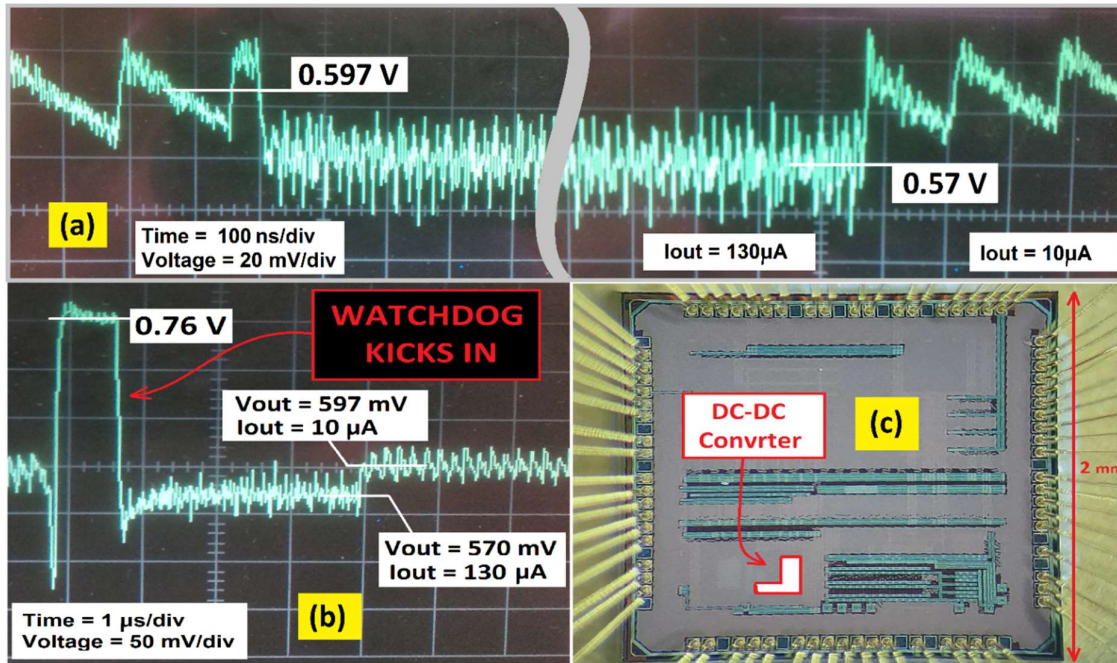 0.597 V
0.57 V
(a)
Time = 100 ns/div
Voltage = 20 mV/div
Iout = 130µA
Iout = 10µA
0.76 V
WATCHDOG
KICKS IN
Vout = 597 mV
Iout = 10 µA
Vout = 570 mV
Iout = 130 µA
Time = 1 µs/div
Voltage = 50 mV/div
(b)
DC-DC
Convrter
(c)
2 mm